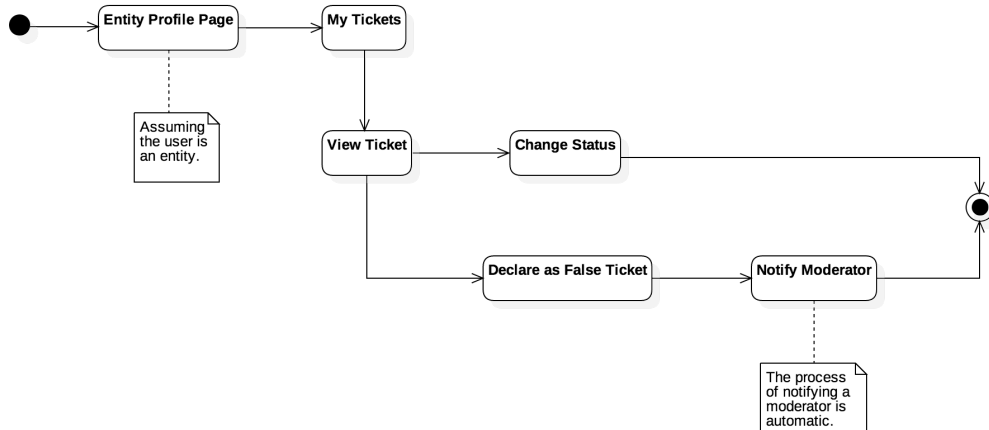 Entity Profile Page
My Tickets
Assuming
the user is
an entity.
View Ticket
Change Status
Declare as False Ticket
Notify Moderator
The process
of notifying a
moderator is
automatic.